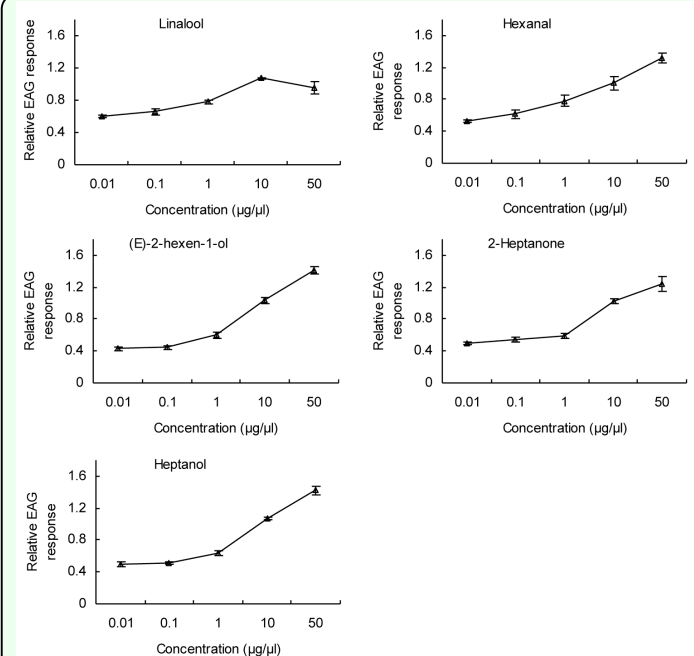 Linalool
Relative EAG response
1.6
1.2
0.8
0.4
0
0.01 0.1 1 10 50
Concentration (µg/µl)
Hexanal
Relative EAG
response
1.6
1.2
0.8
0.4
0
0.01 0.1 1 10 50
Concentration (µg/µl)
(E)-2-hexen-1-ol
Relative EAG
response
1.6
1.2
0.8
0.4
0
0.01 0.1 1 10 50
Concentration (µg/µl)
2-Heptanone
Relative EAG
response
1.6
1.2
0.8
0.4
0
0.01 0.1 1 10 50
Concentration (µg/µl)
Heptanol
Relative EAG
response
1.6
1.2
0.8
0.4
0
0.01 0.1 1 10 50
Concentration (µg/µl)